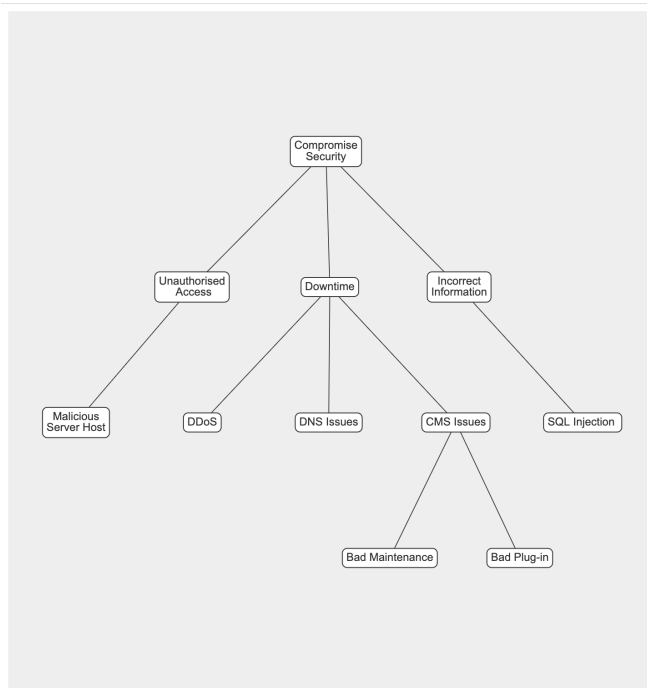 Compromise
Security
Unauthorised
Access
Downtime
Incorrect
Information
Malicious
Server Host
DDoS
DNS Issues
CMS Issues
SQL Injection
Bad Maintenance
Bad Plug-in